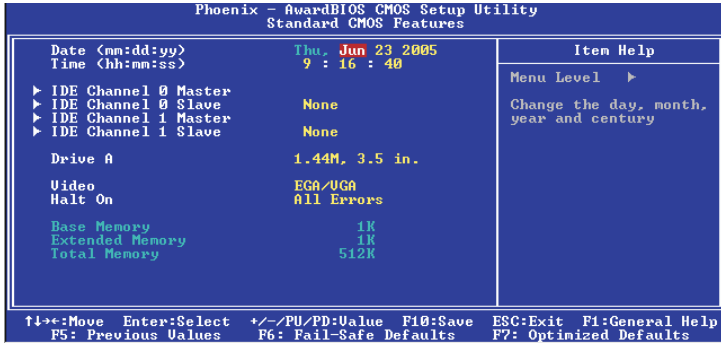 Phoenix - AwardBIOS CMOS Setup Utility
Standard CMOS Features
Date (mm:dd:yy) Thu, Jun 23 2005
Time (hh:mm:ss) 9 : 16 : 40
IDE Channel 0 Master
IDE Channel 0 Slave None
IDE Channel 1 Master
IDE Channel 1 Slave None
Drive A 1.44M, 3.5 in.
Video EGA/VGA
Halt On All Errors
Base Memory 1K
Extended Memory 1K
Total Memory 512K
Item Help
Menu Level ►
Change the day, month,
year and century
↑↓→←:Move Enter:Select +/-/PU/PD:Value F10:Save ESC:Exit F1:General Help
F5: Previous Values F6: Fail-Safe Defaults F7: Optimized Defaults